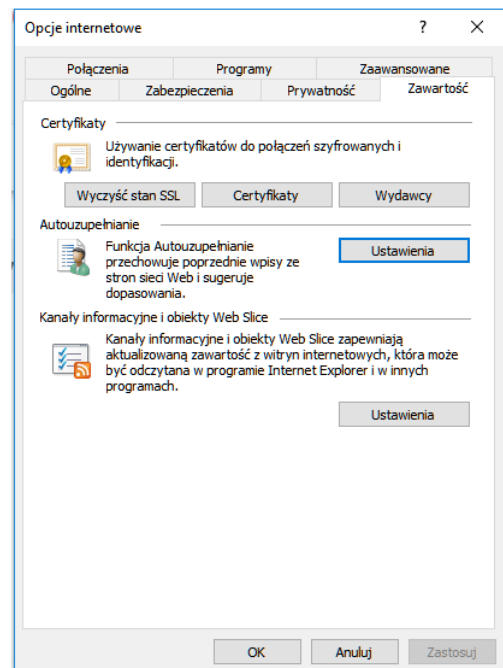 Opcje internetowe
Połączenia Programy Zaawansowane
Ogólne Zabezpieczenia Prywatność Zawartość
Certyfikaty
Używanie certyfikatów do połączeń szyfrowanych i
identyfikacji.
Wyczyść stan SSL Certyfikaty Wydawcy
Autouzupełnianie
Funkcja Autouzupełnianie
przechowuje poprzednie wpisy ze
stron sieci Web i sugeruje
dopasowania.
Ustawienia
Kanały informacyjne i obiekty Web Slice
Kanały informacyjne i obiekty Web Slice zapewniają
aktualizowaną zawartość z witryn internetowych, która może
być odczytana w programie Internet Explorer i w innych
programach.
Ustawienia
OK Anuluj Zastosuj